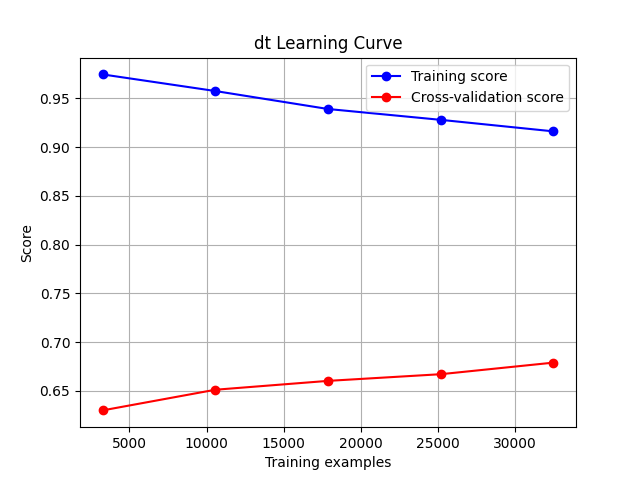 dt Learning Curve
Training score
Cross-validation score
0.95
0.90
0.85
0.80
0.75
0.70
0.65
Score
5000 10000 15000 20000 25000 30000
Training examples